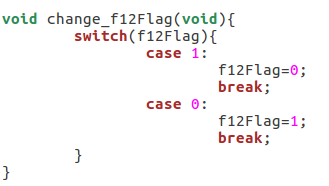 void change_f12Flag(void){
        switch(f12Flag){
                case 1:
                        f12Flag=0;
                        break;
                case 0:
                        f12Flag=1;
                        break;
        }
}